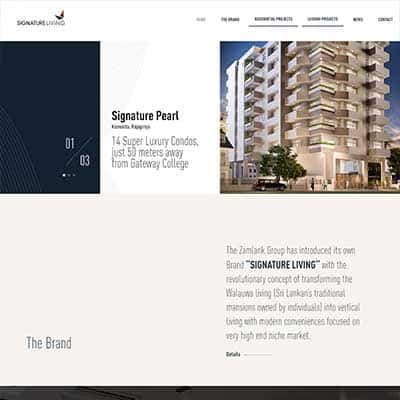 SIGNATURE LIVING
HOME THE BRAND RESIDENTIAL PROJECTS LUXURY PROJECTS NEWS CONTACT
01
03
Signature Pearl
Rajagiriya
14 Super Luxury Condos,
just 50 meters away
from Gateway College
The Zamlank Group has introduced its own
Brand "SIGNATURE LIVING" with the
revolutionary concept of transforming the
Walauwa living (Sri Lankan's traditional
mansions owned by individuals) into vertical
living with modern conveniences focused on
very high end niche market.
Details
The Brand